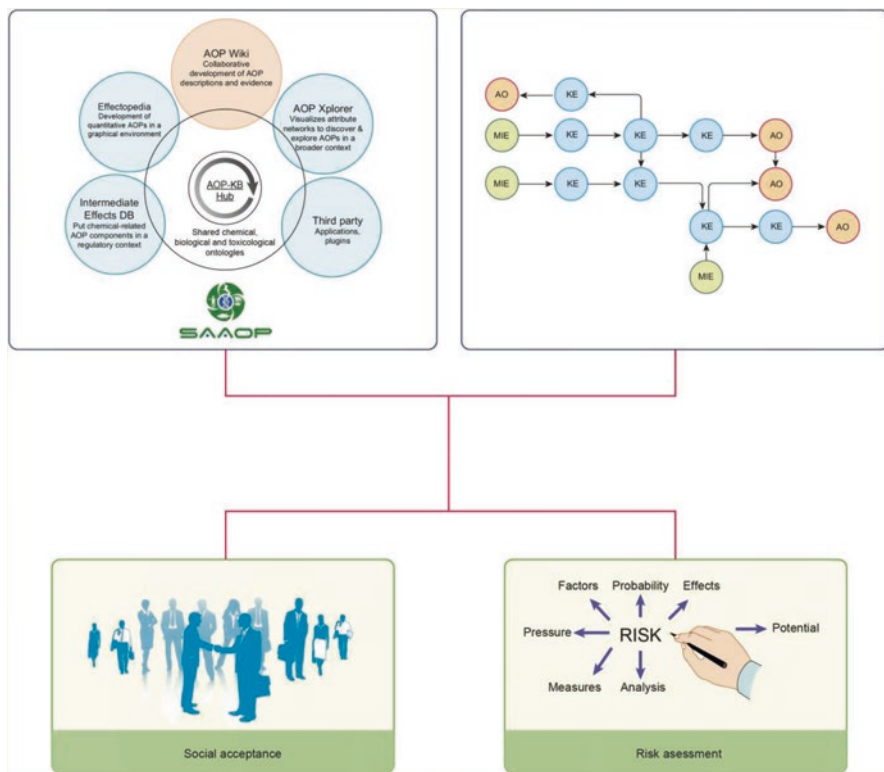 AOP Wiki
Collaborative
development of AOP
descriptions and evidence
Effectopedia
Development of
quantitative AOPs in a
graphical environment
AOP Xplorer
Visualizes attribute
networks to discover &
explore AOPs in a
broader context
AOP-KB
Hub
Intermediate
Effects DB
Put chemical-related
AOP components in a
regulatory context
Shared chemical,
biological and toxicological
ontologies
Third party
Applications,
plugins
SAAOP
AO
KE
MIE
KE
KE
KE
AO
MIE
KE
KE
AO
KE
KE
AO
MIE
Social acceptance
Factors
Probability
Effects
Pressure
RISK
Potential
Measures
Analysis
Risk asessment